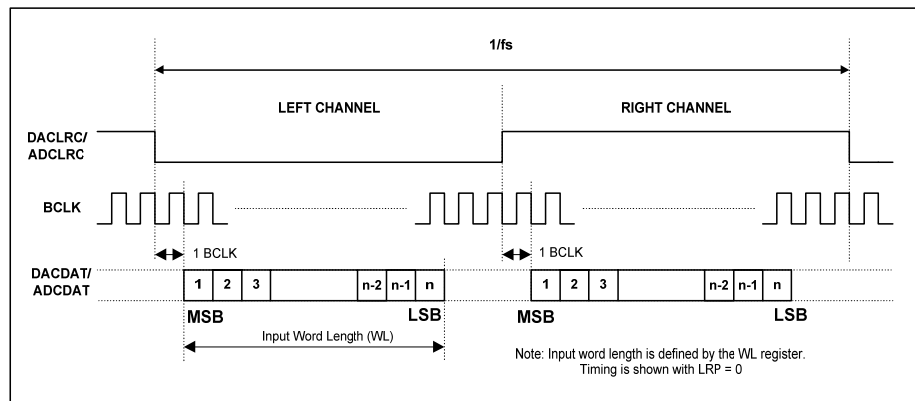 1/fs
LEFT CHANNEL
RIGHT CHANNEL
DACLRC/
ADCLRC
BCLK
1 BCLK
1 BCLK
DACDAT/
ADCDAT
1 2 3 n-2 n-1 n
1 2 3 n-2 n-1 n
MSB
LSB
MSB
LSB
Input Word Length (WL)
Note: Input word length is defined by the WL register.
Timing is shown with LRP = 0